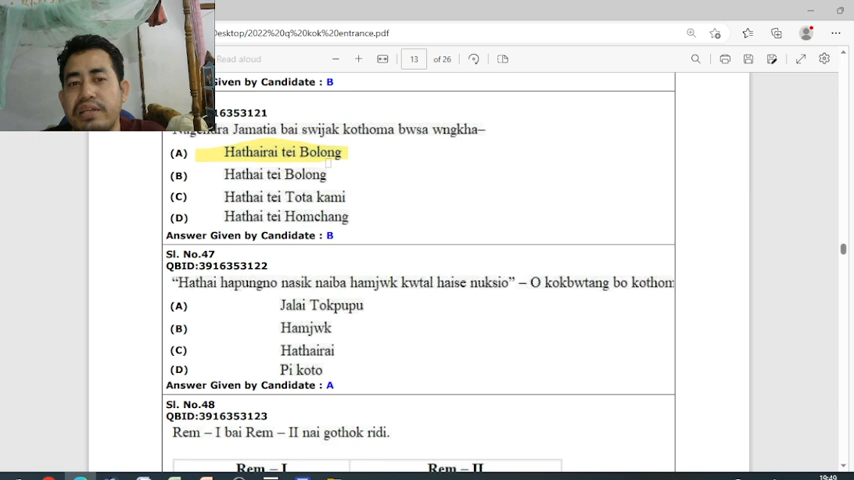 Desktop/2022%20q%20kok%20entrance.pdf
Read aloud
13 of 26
Given by Candidate : B
16353121
Nagendra Jamatia bai swijak kothoma bwsa wngkha–
(A) Hathairai tei Bolong
(B) Hathai tei Bolong
(C) Hathai tei Tota kami
(D) Hathai tei Homchang
Answer Given by Candidate : B
Sl. No.47
QBID:3916353122
“Hathai hapungno nasik naiba hamjwk kwtal haise nuksio” – O kokbwtang bo kothom
(A) Jalai Tokpupu
(B) Hamjwk
(C) Hathairai
(D) Pi koto
Answer Given by Candidate : A
Sl. No.48
QBID:3916353123
Rem – I bai Rem – II nai gothok ridi.
Rem – I Rem – II
19:49